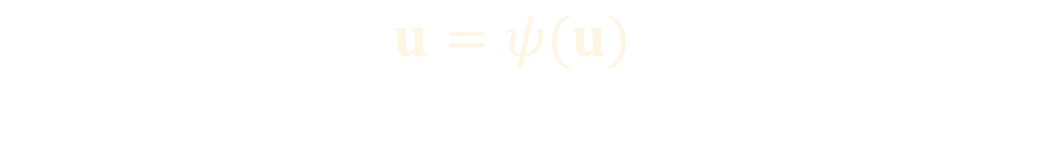 𝐮 = 𝜓(𝐮)